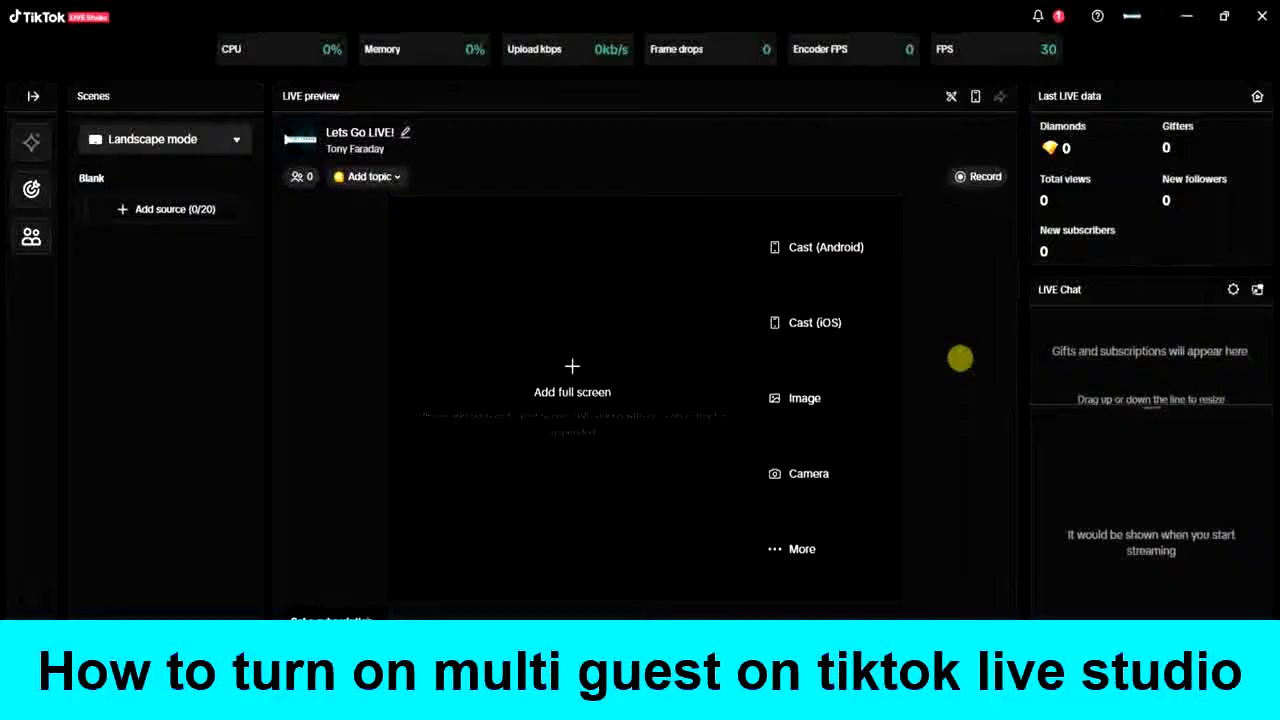 TikTok LIVE Studio
1
CPU 0%
Memory 0%
Upload kbps 0kb/s
Frame drops 0
Encoder FPS 0
FPS 30
Scenes
Landscape mode
Blank
Add source (0/20)
LIVE preview
Lets Go LIVE!
Tony Faraday
0
Add topic
Record
Add full screen
Cast (Android)
Cast (iOS)
Image
Camera
More
Last LIVE data
Diamonds
0
Gifters
0
Total views
0
New followers
0
New subscribers
0
LIVE Chat
Gifts and subscriptions will appear here
Drag up or down the line to resize
It would be shown when you start
streaming
How to turn on multi guest on tiktok live studio